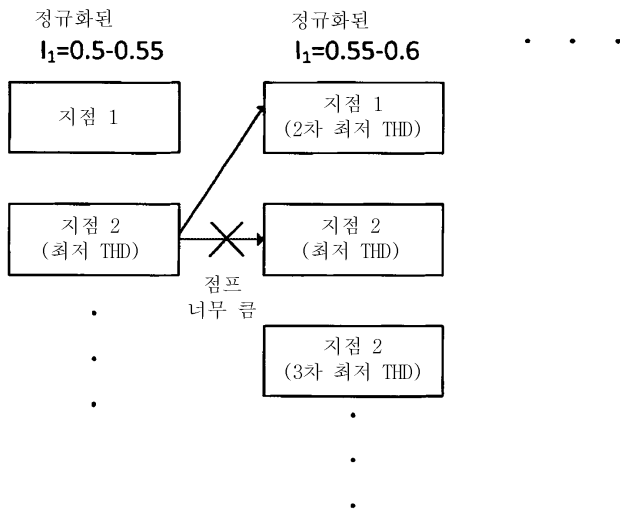 정규화된
I₁=0.5-0.55
지점 1
지점 2
(최저 THD)
점프
너무 큼
정규화된
I₁=0.55-0.6
지점 1
(2차 최저 THD)
지점 2
(최저 THD)
지점 2
(3차 최저 THD)